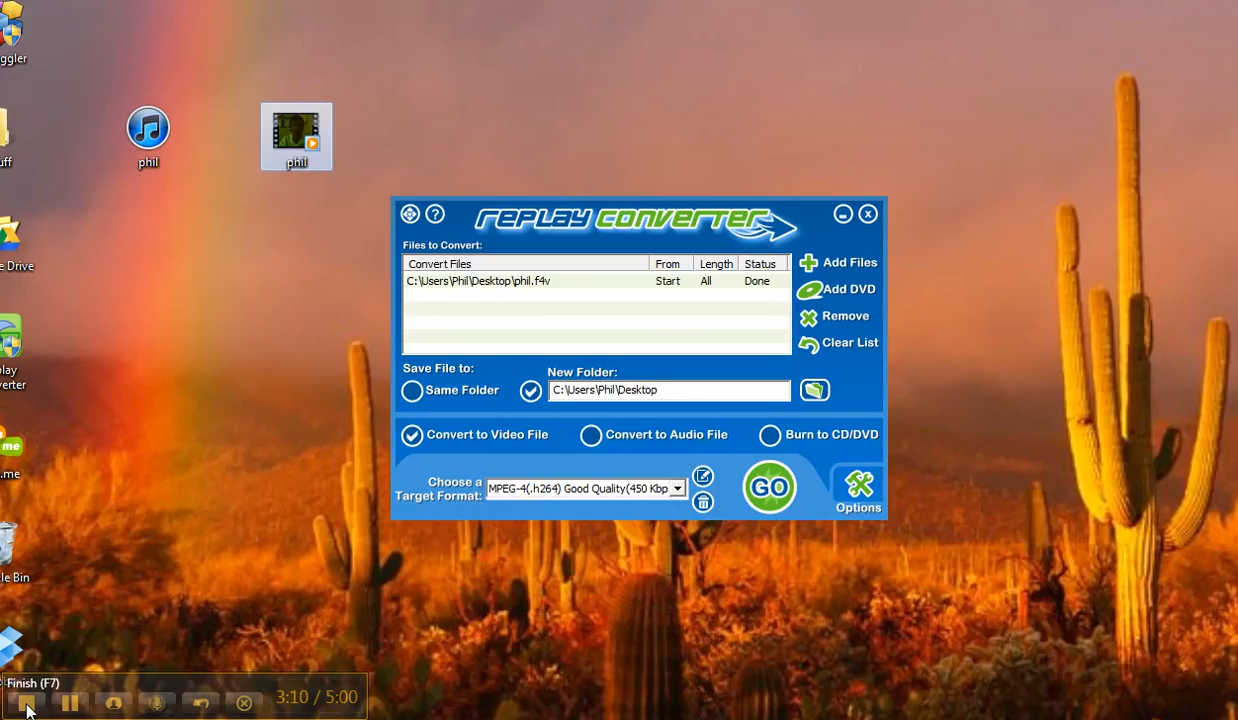 ggler
phil
phil
uff
e Drive
play
erter
me
.me
le Bin
REPLAY CONVERTER
Files to Convert:
Convert Files From Length Status
C:\Users\Phil\Desktop\phil.f4v Start All Done
Add Files
Add DVD
Remove
Clear List
Save File to:
Same Folder
New Folder:
C:\Users\Phil\Desktop
Convert to Video File Convert to Audio File Burn to CD/DVD
Choose a
Target Format: MPEG-4(.h264) Good Quality(450 Kbp
GO
Options
Finish (F7)
3:10 / 5:00